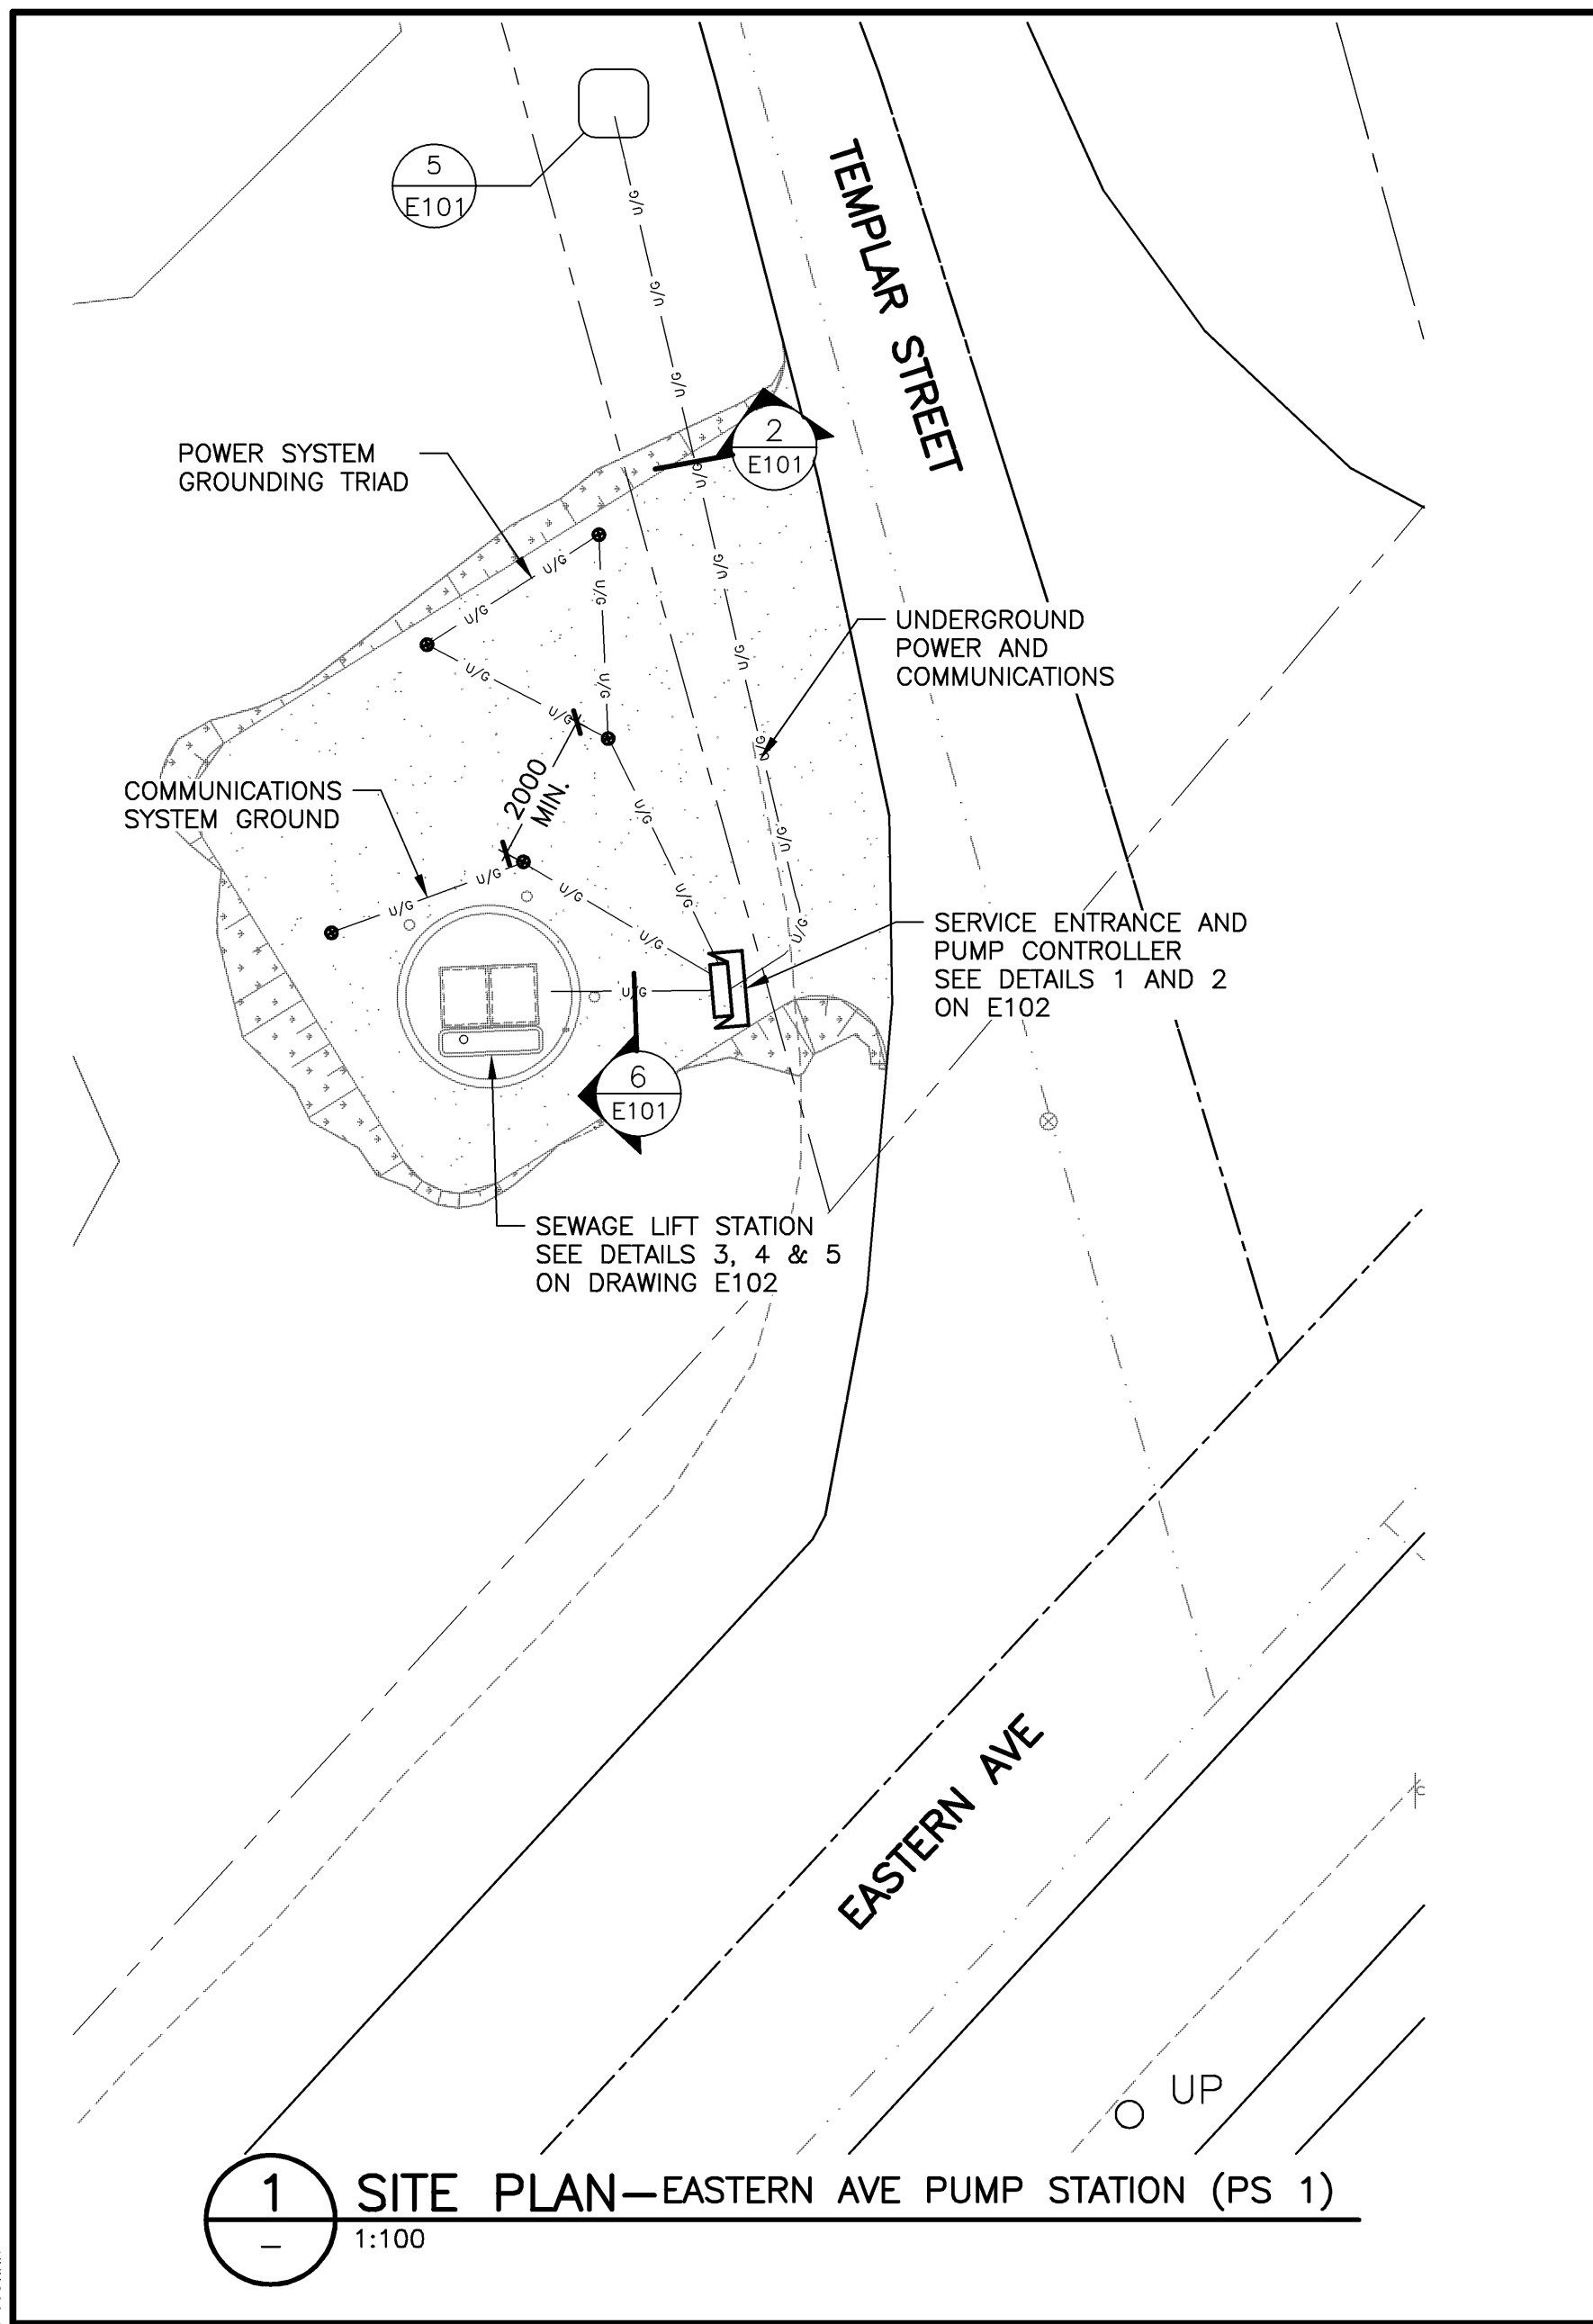 5
E101
U/G
U/G
U/G
TEMPLAR STREET
2
E101
POWER SYSTEM
GROUNDING TRIAD
U/G
U/G
U/G
U/G
U/G
U/G
U/G
U/G
U/G
UNDERGROUND
POWER AND
COMMUNICATIONS
U/G
2000
MIN.
COMMUNICATIONS
SYSTEM GROUND
U/G
U/G
U/G
U/G
U/G
U/G
U/G
U/G
U/G
SERVICE ENTRANCE AND
PUMP CONTROLLER
SEE DETAILS 1 AND 2
ON E102
6
E101
SEWAGE LIFT STATION
SEE DETAILS 3, 4 & 5
ON DRAWING E102
EASTERN AVE
UP
1
–
SITE PLAN–EASTERN AVE PUMP STATION (PS 1)
1:100